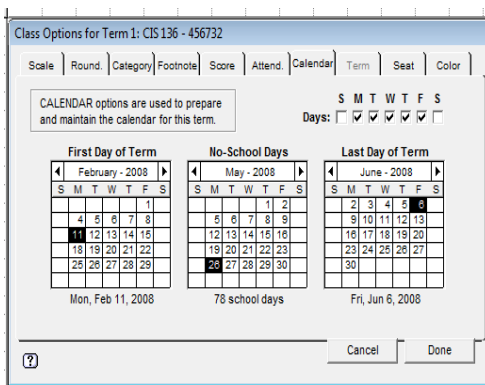 Class Options for Term 1: CIS 136 - 456732
Scale Round. Category Footnote Score Attend. Calendar Term Seat Color
CALENDAR options are used to prepare
and maintain the calendar for this term.
S M T W T F S
Days:
First Day of Term
February - 2008
S M T W T F S
1
4 5 6 7 8
11 12 13 14 15
18 19 20 21 22
25 26 27 28 29
Mon, Feb 11, 2008
No-School Days
May - 2008
S M T W T F S
1 2
5 6 7 8 9
12 13 14 15 16
19 20 21 22 23
26 27 28 29 30
78 school days
Last Day of Term
June - 2008
S M T W T F S
2 3 4 5 6
9 10 11 12 13
16 17 18 19 20
23 24 25 26 27
30
Fri, Jun 6, 2008
?
Cancel Done